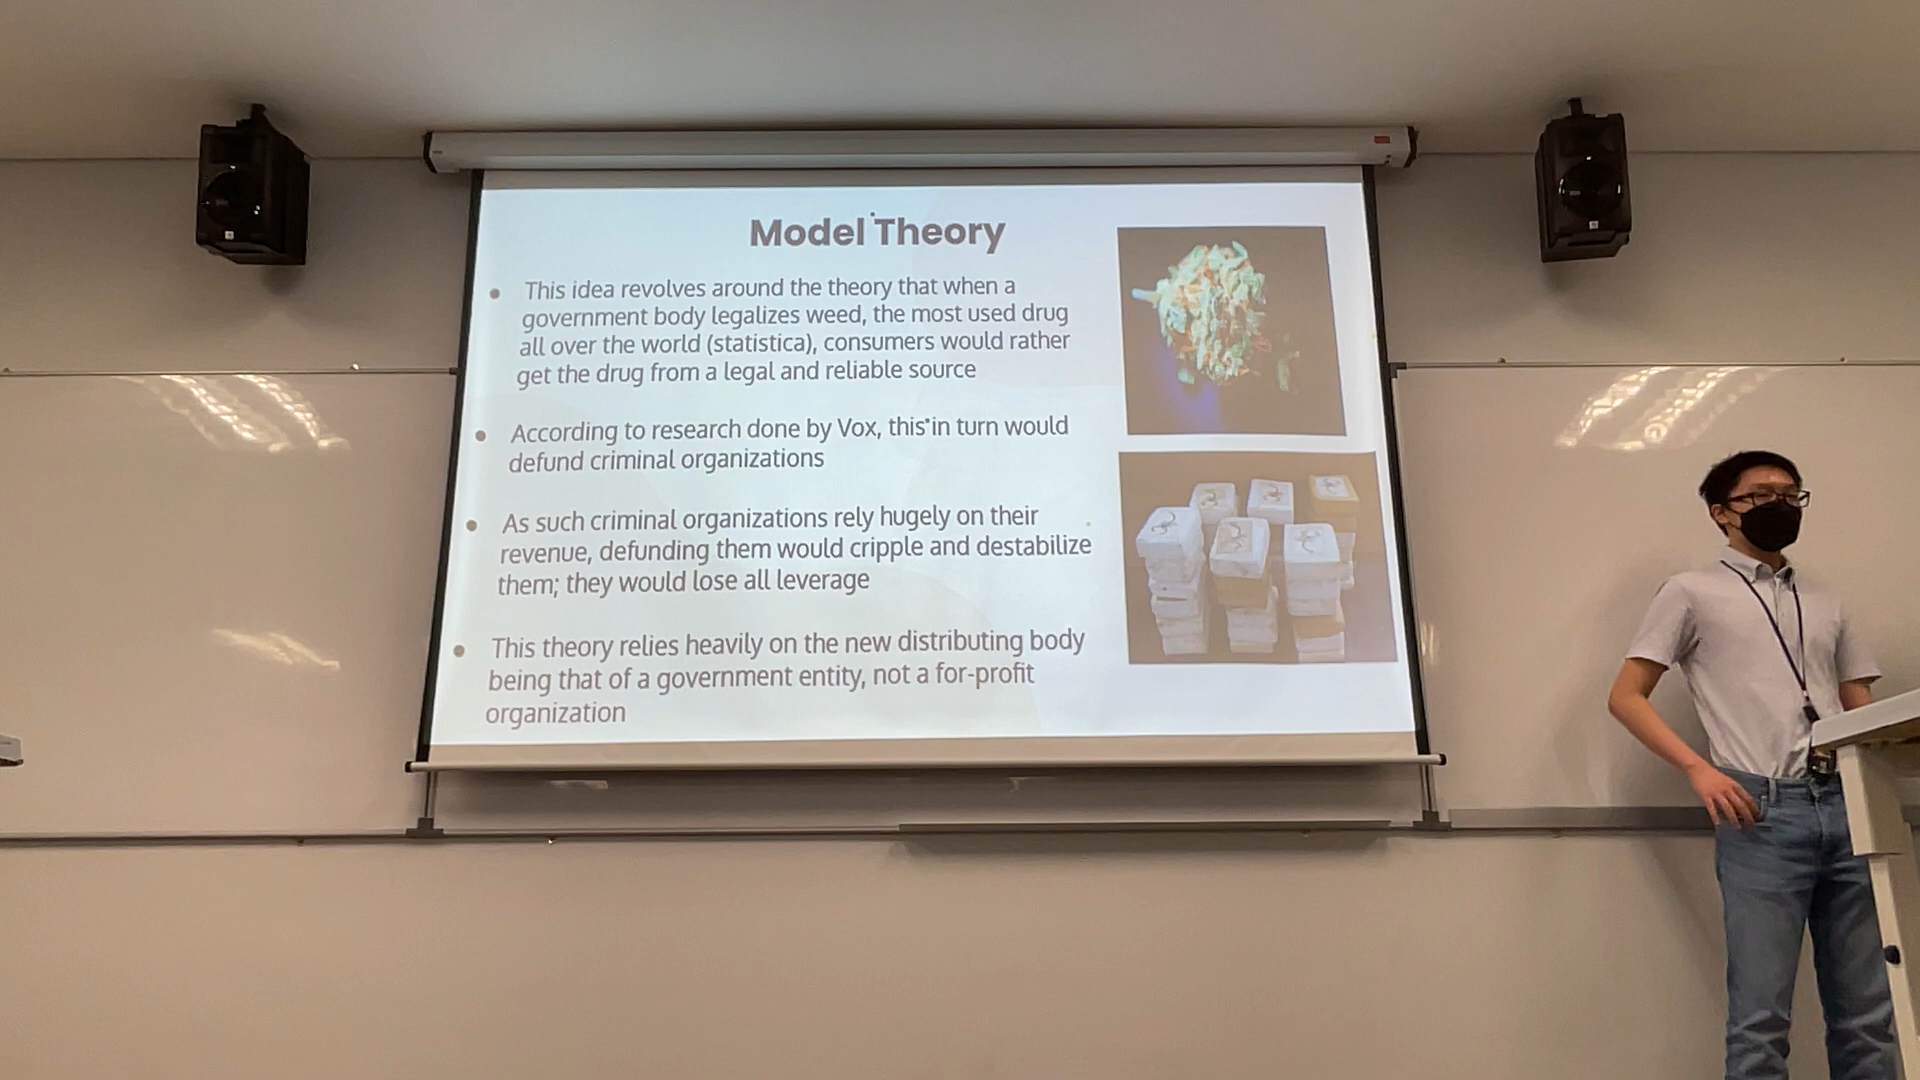 Model Theory
This idea revolves around the theory that when a
government body legalizes weed, the most used drug
all over the world (statistica), consumers would rather
get the drug from a legal and reliable source
According to research done by Vox, this in turn would
defund criminal organizations
As such criminal organizations rely hugely on their
revenue, defunding them would cripple and destabilize
them; they would lose all leverage
This theory relies heavily on the new distributing body
being that of a government entity, not a for-profit
organization